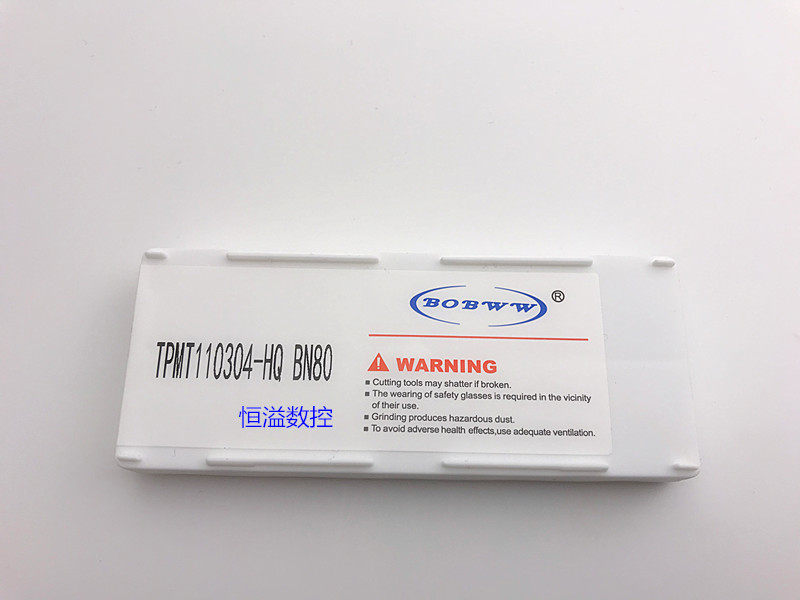 BOBWW ®
TPMT110304-HQ BN80
恒溢数控
WARNING
▪ Cutting tools may shatter if broken.
▪ The wearing of safety glasses is required in the vicinity
of their use.
▪ Grinding produces hazardous dust.
▪ To avoid adverse health effects,use adequate ventilation.